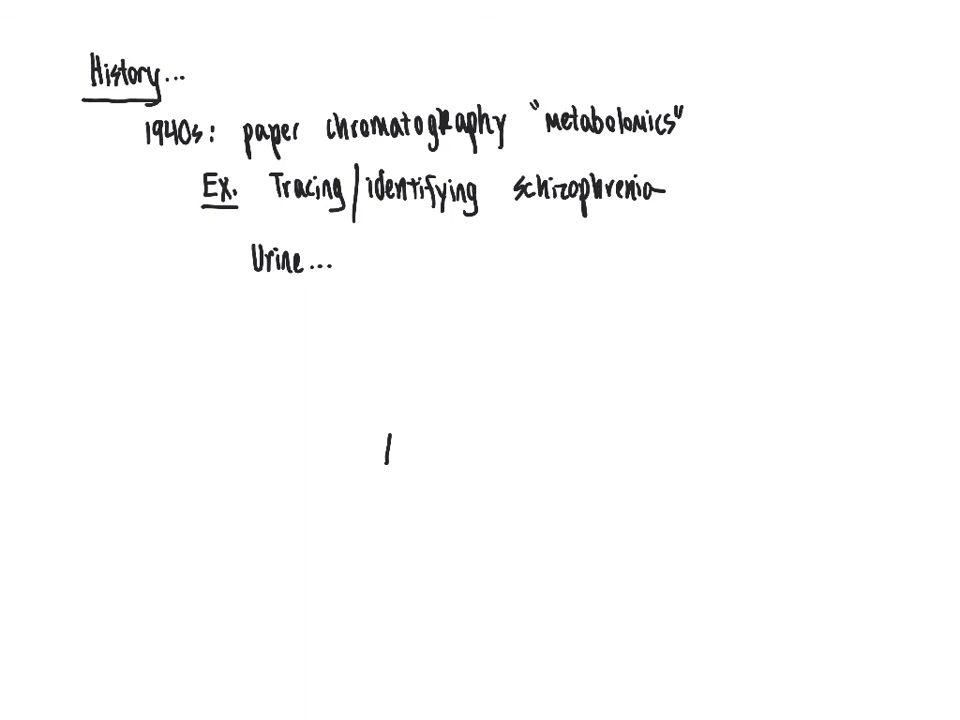 History...
1940s: paper chromatography "metabolomics"
Ex. Tracing/identifying schizophrenia
Urine...